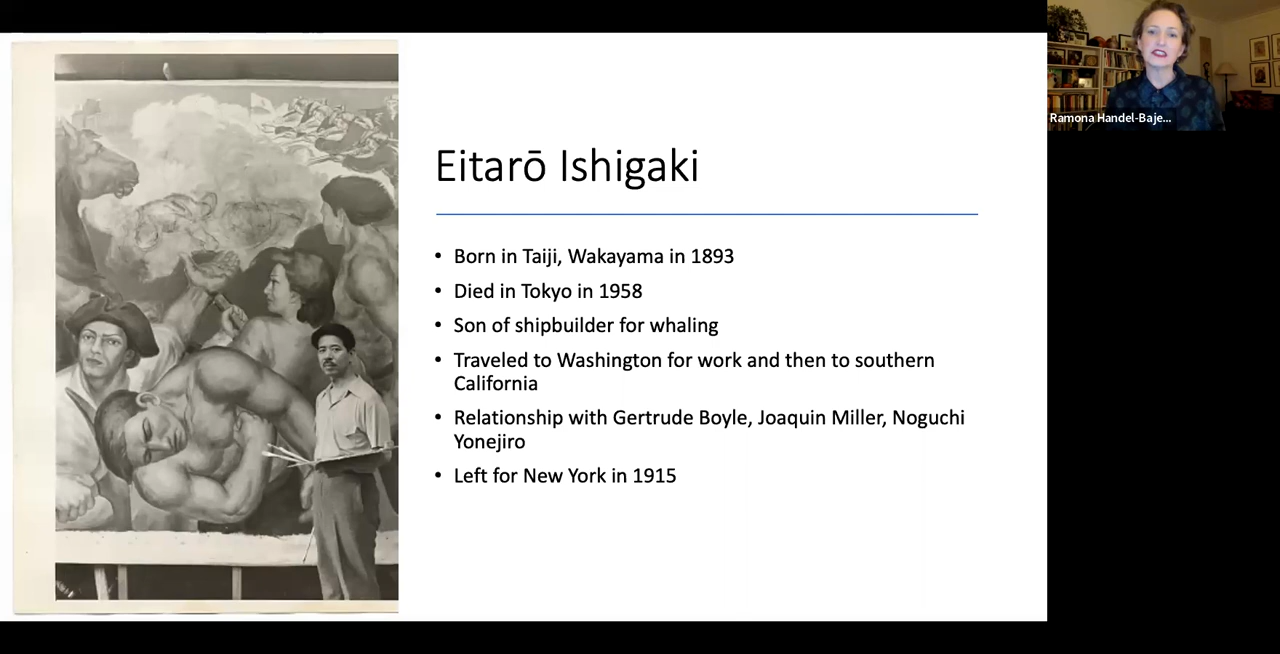 Eitarō Ishigaki
• Born in Taiji, Wakayama in 1893
• Died in Tokyo in 1958
• Son of shipbuilder for whaling
• Traveled to Washington for work and then to southern
California
• Relationship with Gertrude Boyle, Joaquin Miller, Noguchi
Yonejiro
• Left for New York in 1915
Ramona Handel-Baje...